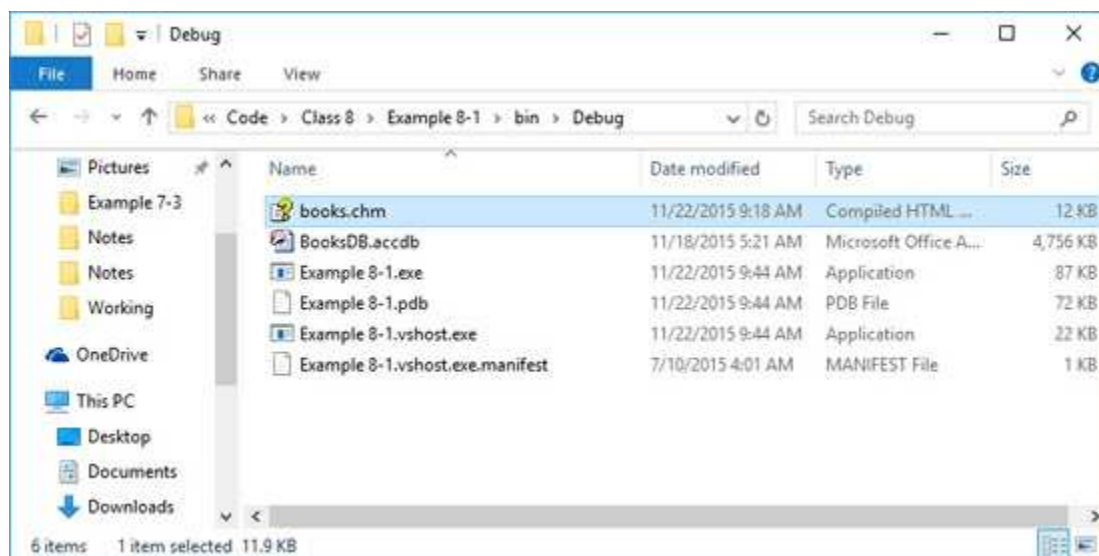 Debug
File Home Share View
« Code > Class 8 > Example 8-1 > bin > Debug Search Debug
Pictures
Example 7-3
Notes
Notes
Working
OneDrive
This PC
Desktop
Documents
Downloads
Name Date modified Type Size
books.chm 11/22/2015 9:18 AM Compiled HTML ... 12 KB
BooksDB.accdb 11/18/2015 5:21 AM Microsoft Office A... 4,756 KB
Example 8-1.exe 11/22/2015 9:44 AM Application 87 KB
Example 8-1.pdb 11/22/2015 9:44 AM PDB File 72 KB
Example 8-1.vshost.exe 11/22/2015 9:44 AM Application 22 KB
Example 8-1.vshost.exe.manifest 7/10/2015 4:01 AM MANIFEST File 1 KB
6 items 1 item selected 11.9 KB